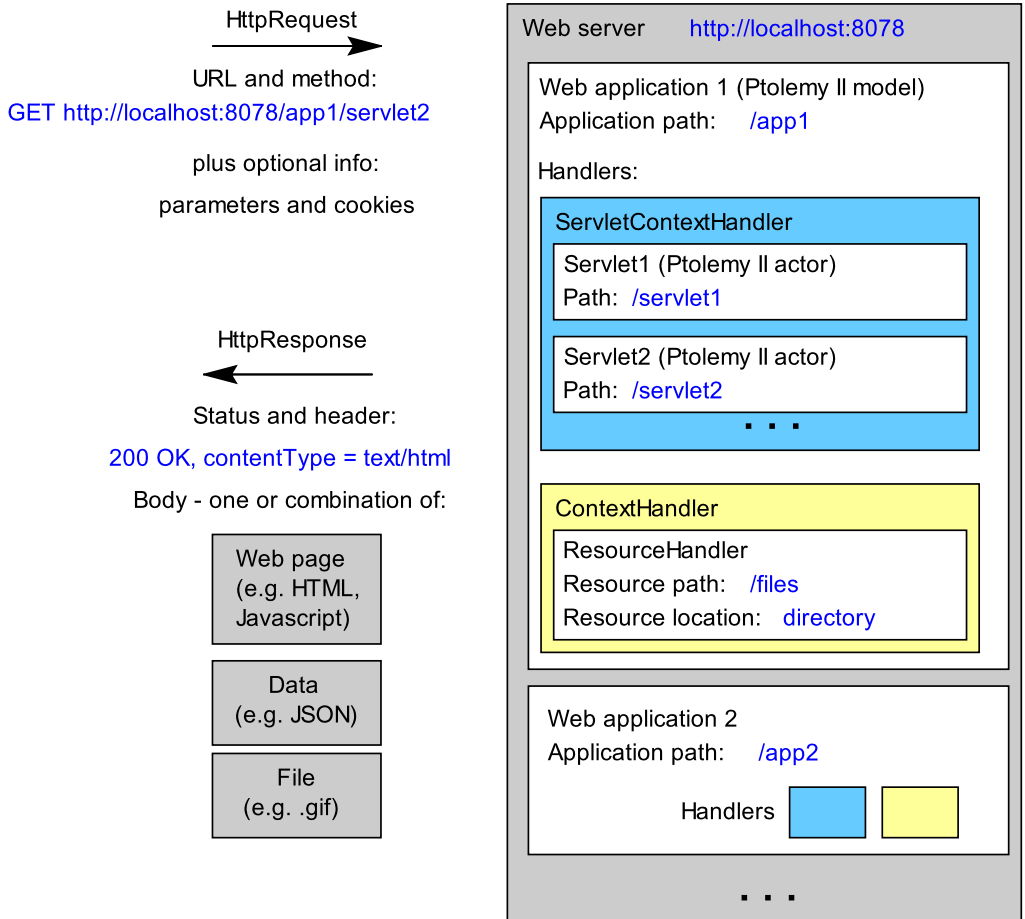 HttpRequest
URL and method:
GET http://localhost:8078/app1/servlet2
plus optional info:
parameters and cookies
HttpResponse
Status and header:
200 OK, contentType = text/html
Body - one or combination of:
Web page
(e.g. HTML,
Javascript)
Data
(e.g. JSON)
File
(e.g. .gif)
Web server http://localhost:8078
Web application 1 (Ptolemy II model)
Application path: /app1
Handlers:
ServletContextHandler
Servlet1 (Ptolemy II actor)
Path: /servlet1
Servlet2 (Ptolemy II actor)
Path: /servlet2
. . .
ContextHandler
ResourceHandler
Resource path: /files
Resource location: directory
Web application 2
Application path: /app2
Handlers
. . .